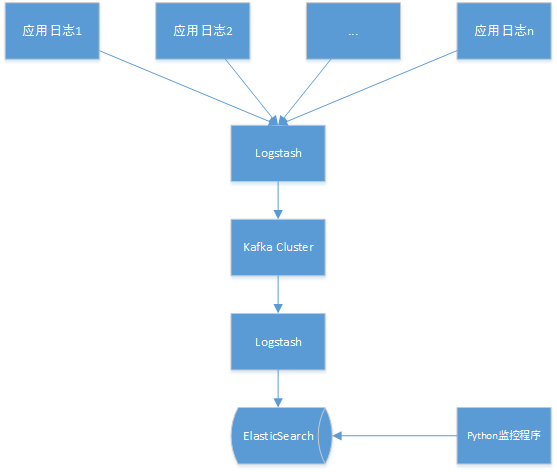 应用日志1
应用日志2
...
应用日志n
Logstash
Kafka Cluster
Logstash
ElasticSearch
Python监控程序